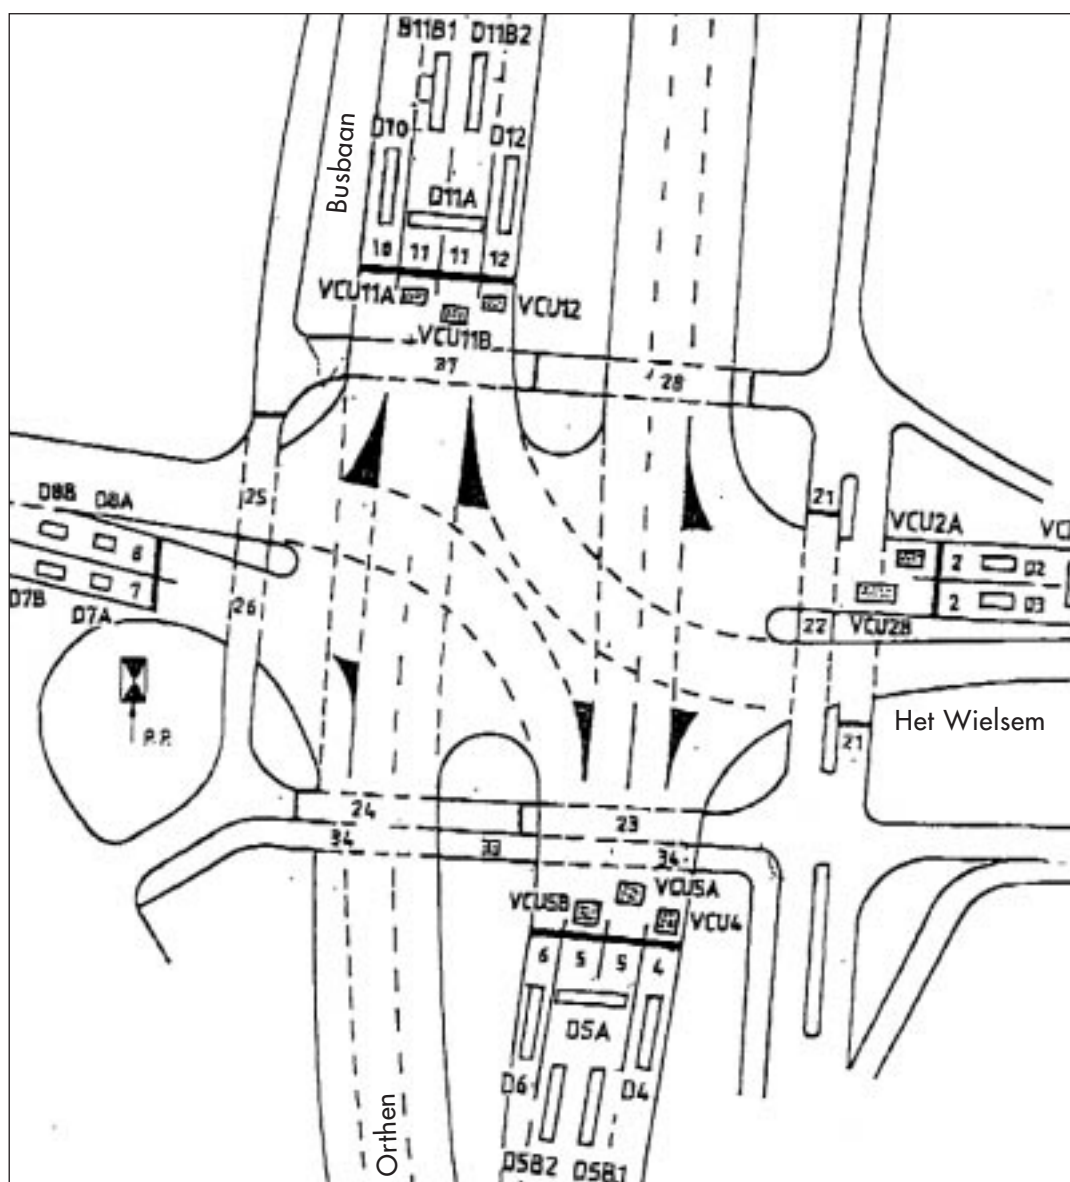 B11B1 D11B2
D10 D12
Busbaan
D11A
10 11 11 12
VCU11A VCU12
VCU11B
27 28
25 21
D8B D8A VCU2A
8 2 D2
7 2 D3
D7B 26 22 VCU2B
D7A
P.P.
Het Wielsem
21
24 23
34 33 34
VCU5A
VCU5B VCU4
6 5 5 4
D5A
D6 D4
Orthen
D5B2 D5B1